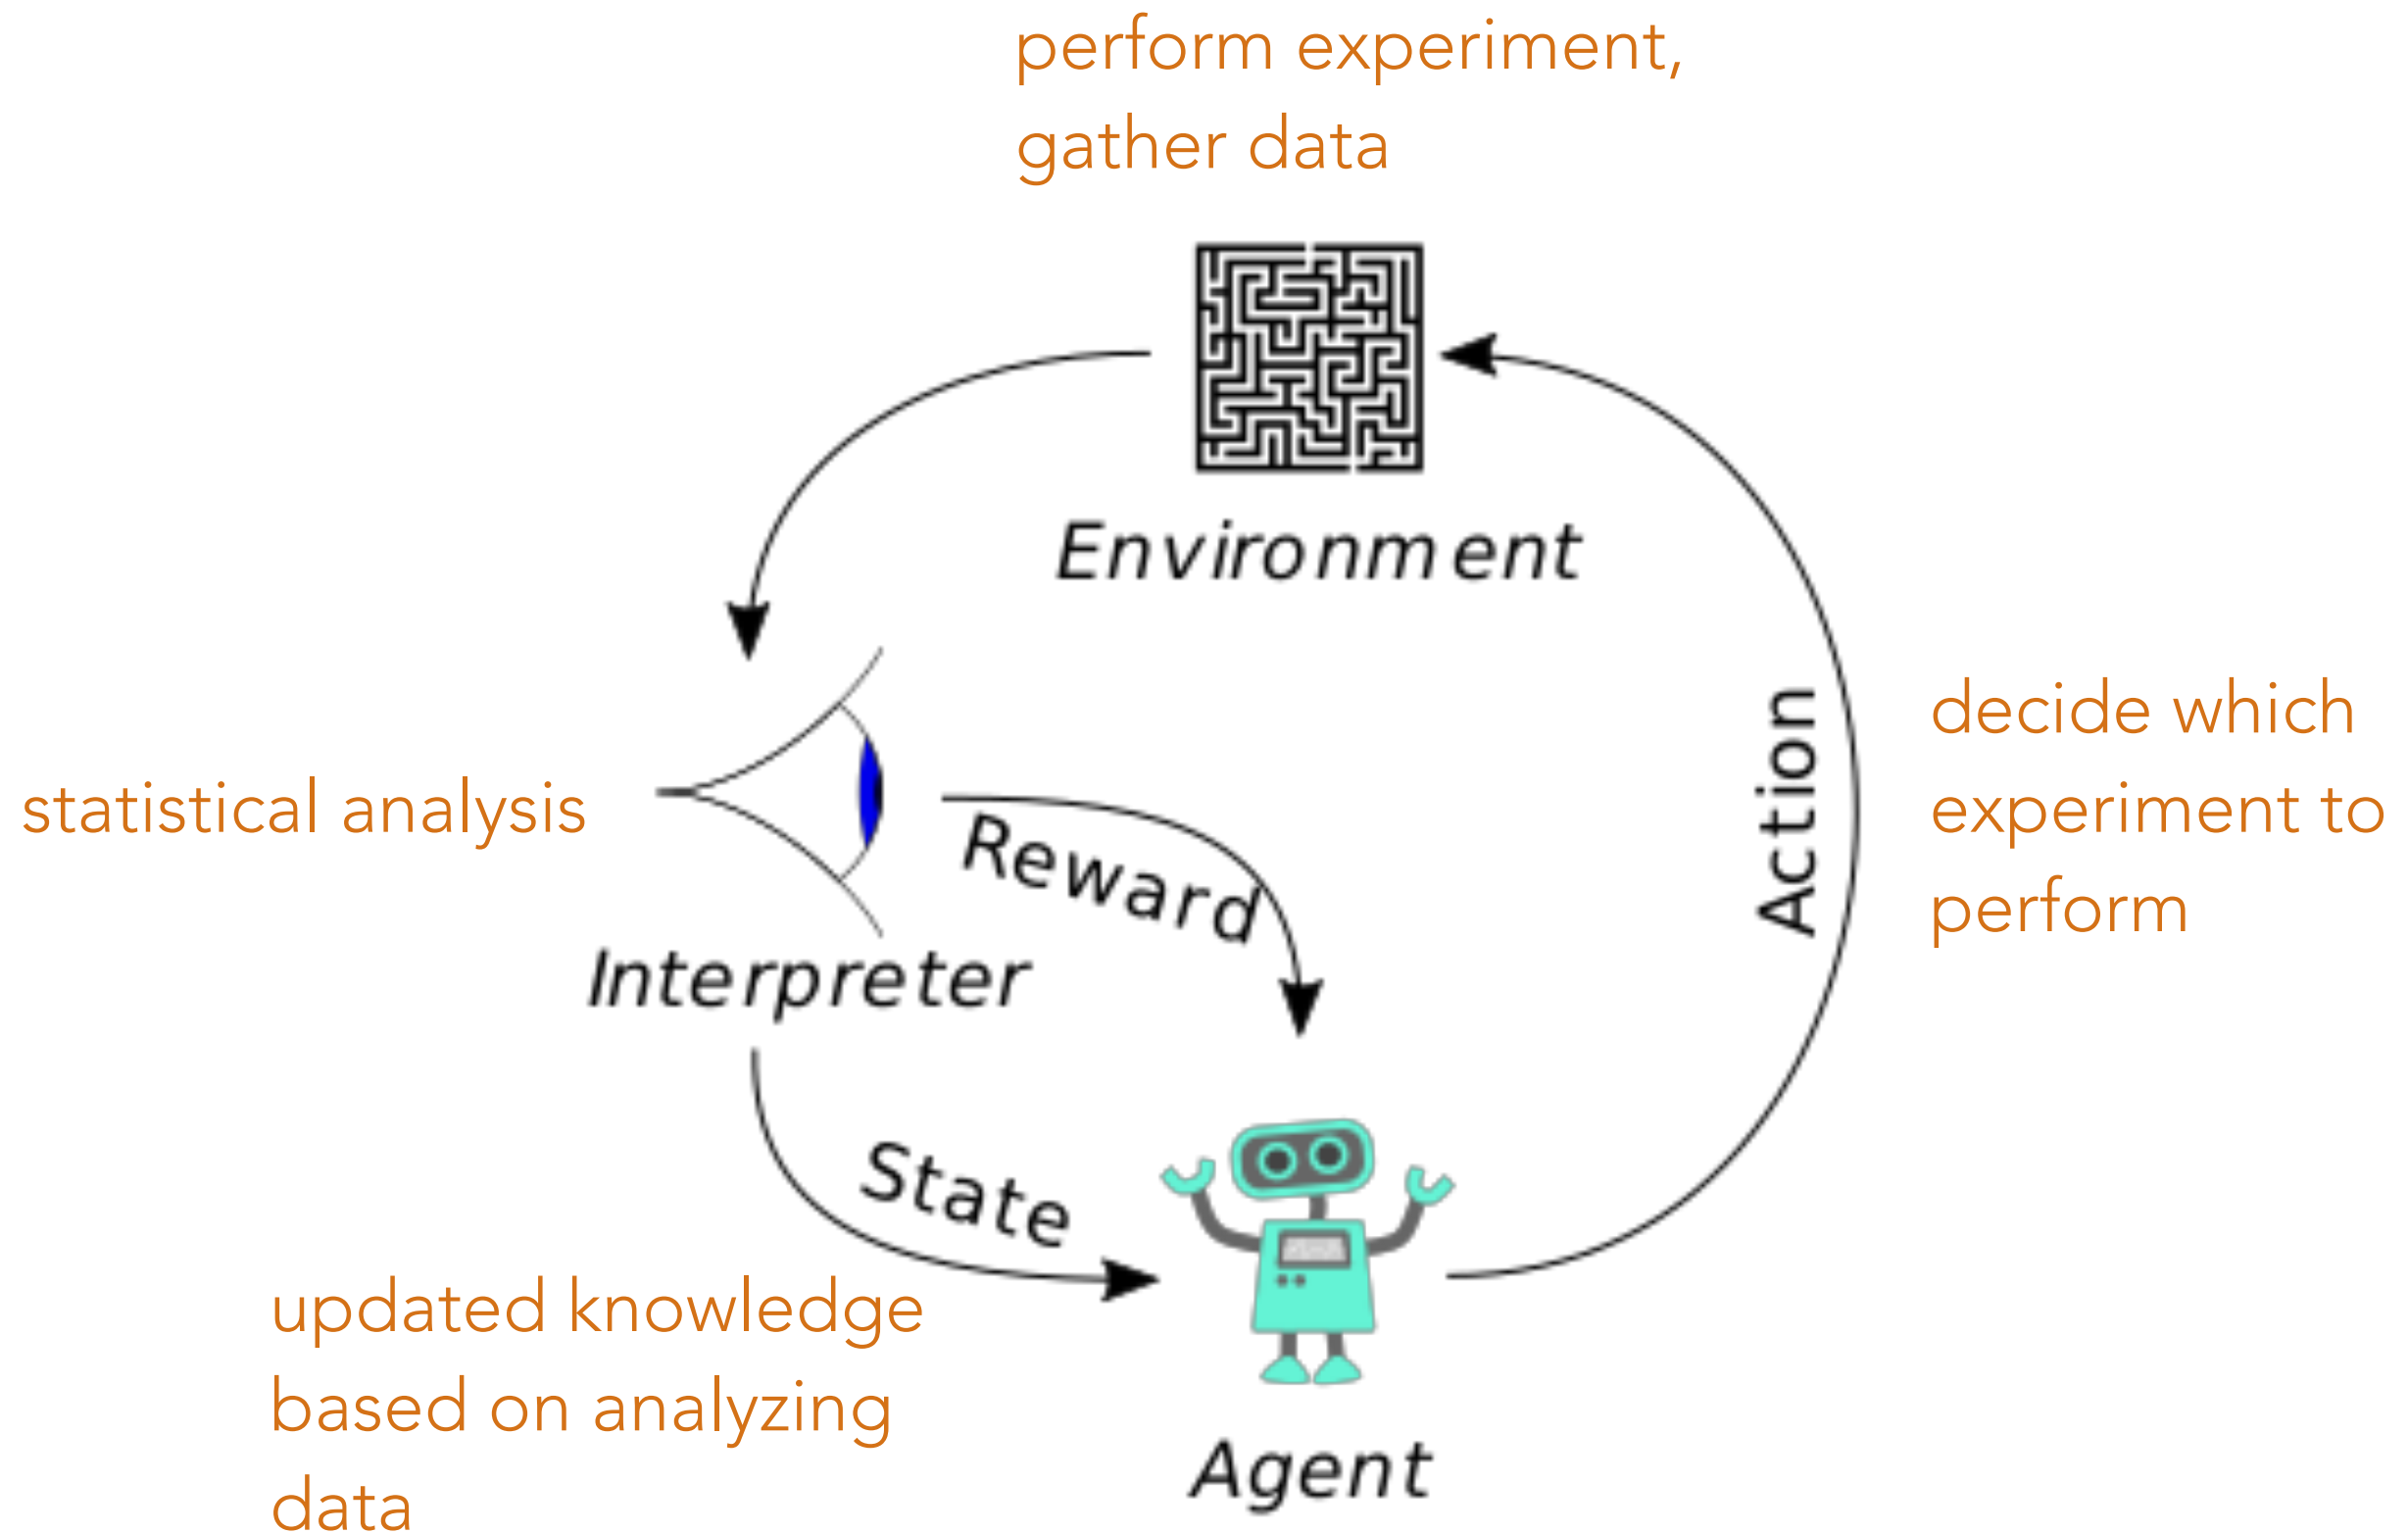 perform experiment,
gather data
Environment
decide which
experiment to
perform
Action
statistical analysis
Reward
Interpreter
State
updated knowledge
based on analyzing
data
Agent